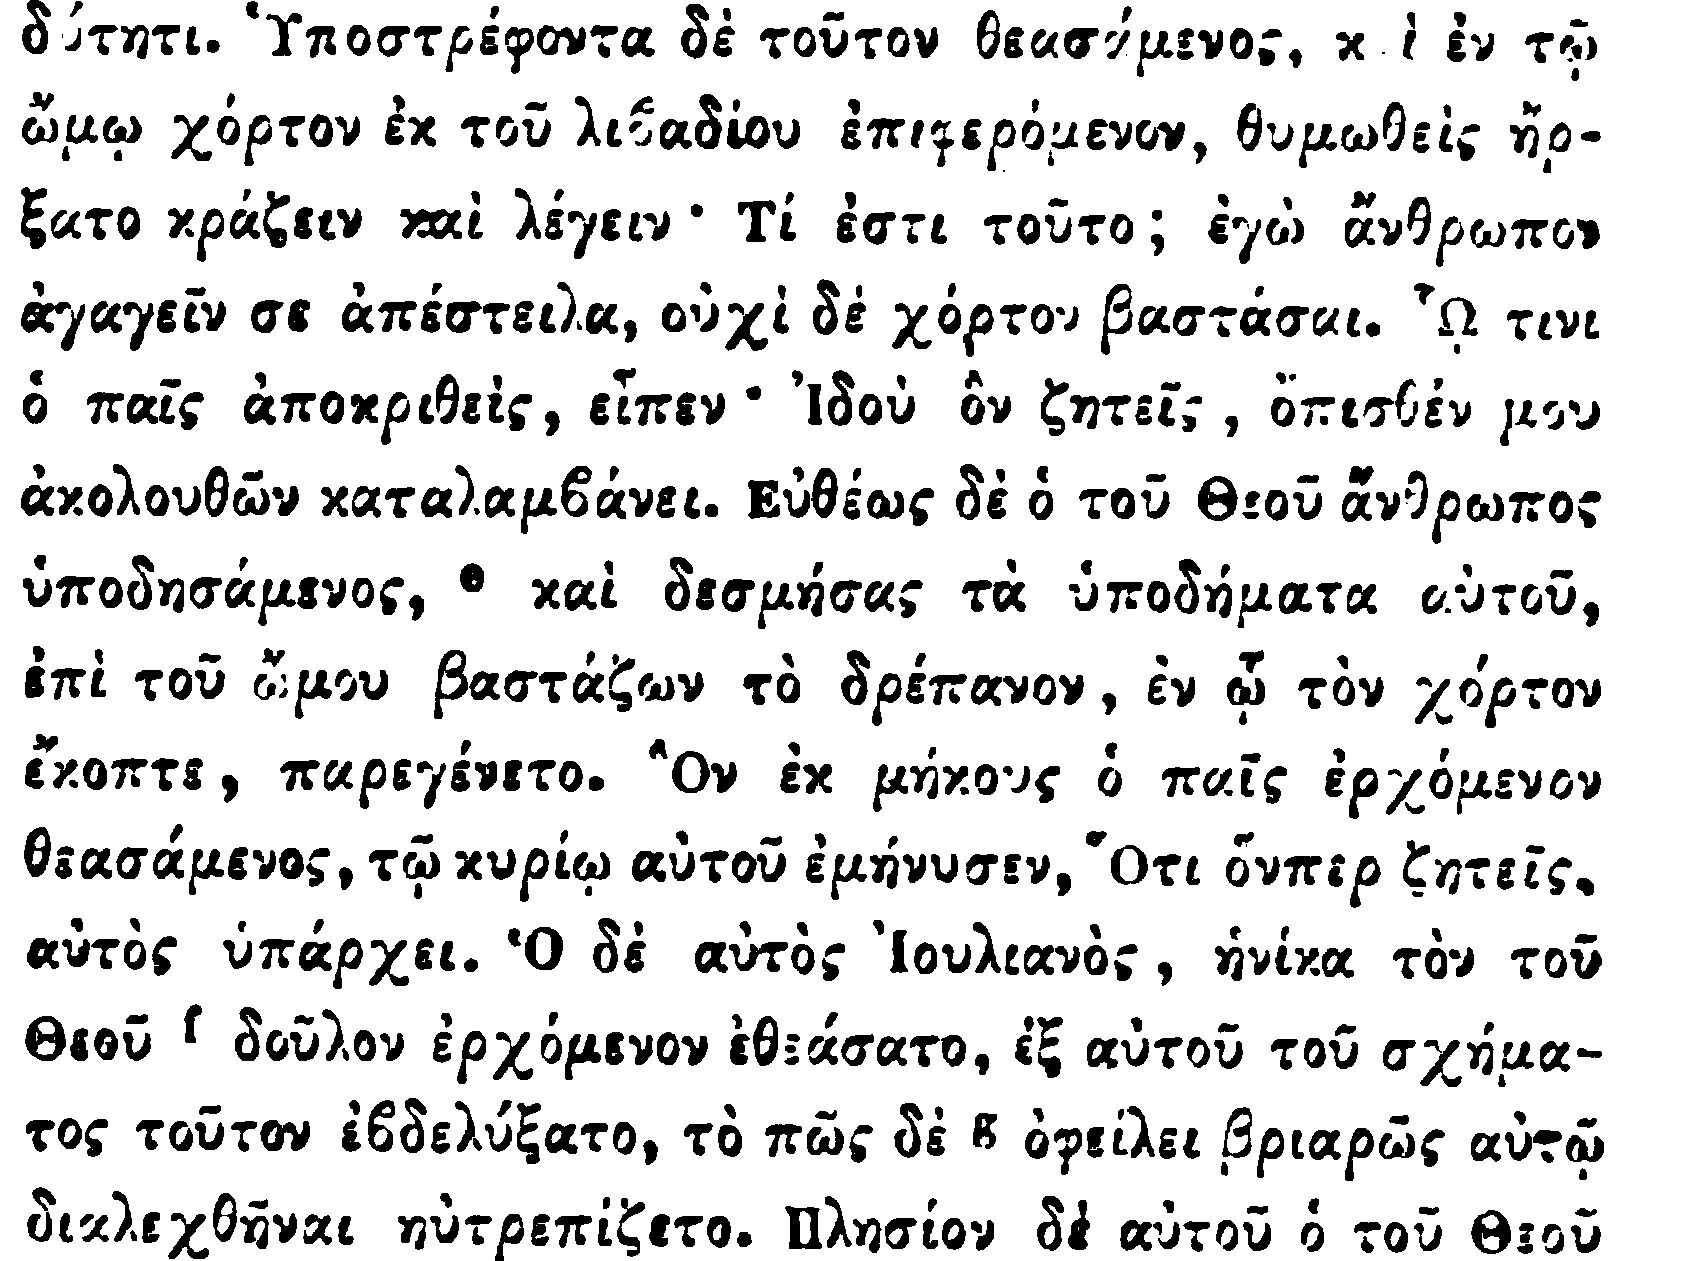 δύτητι. Ὑποστρέφοντα δὲ τοῦτον θεασάμενος, καὶ ἐν τῷ
ὤμῳ χόρτον ἐκ τοῦ λιβαδίου ἐπιφερόμενον, θυμωθεὶς ἤρ-
ξατο κράζειν καὶ λέγειν· Τί ἐστι τοῦτο; ἐγὼ ἄνθρωπον
ἀγαγεῖν σε ἀπέστειλα, οὐχὶ δὲ χόρτον βαστάσαι. Ὧ τινι
ὁ παῖς ἀποκριθεὶς, εἶπεν· Ἰδοὺ ὃν ζητεῖς, ὄπισθέν μου
ἀκολουθῶν καταλαμβάνει. Εὐθέως δὲ ὁ τοῦ Θεοῦ ἄνθρωπος
ὑποδησάμενος, e καὶ δεσμήσας τὰ ὑποδήματα αὐτοῦ,
ἐπὶ τοῦ ὤμου βαστάζων τὸ δρέπανον, ἐν ᾧ τὸν χόρτον
ἔκοπτε, παρεγένετο. Ὃν ἐκ μήκους ὁ παῖς ἐρχόμενον
θεασάμενος, τῷ κυρίῳ αὐτοῦ ἐμήνυσεν, Ὅτι ὅνπερ ζητεῖς,
αὐτὸς ὑπάρχει. Ὁ δὲ αὐτὸς Ἰουλιανὸς, ἡνίκα τὸν τοῦ
Θεοῦ f δοῦλον ἐρχόμενον ἐθεάσατο, ἐξ αὐτοῦ τοῦ σχήμα-
τος τοῦτον ἐβδελύξατο, τὸ πῶς δὲ g ὀφείλει βριαρῶς αὐτῷ
διαλεχθῆναι ηὐτρεπίζετο. Πλησίον δὲ αὐτοῦ ὁ τοῦ Θεοῦ